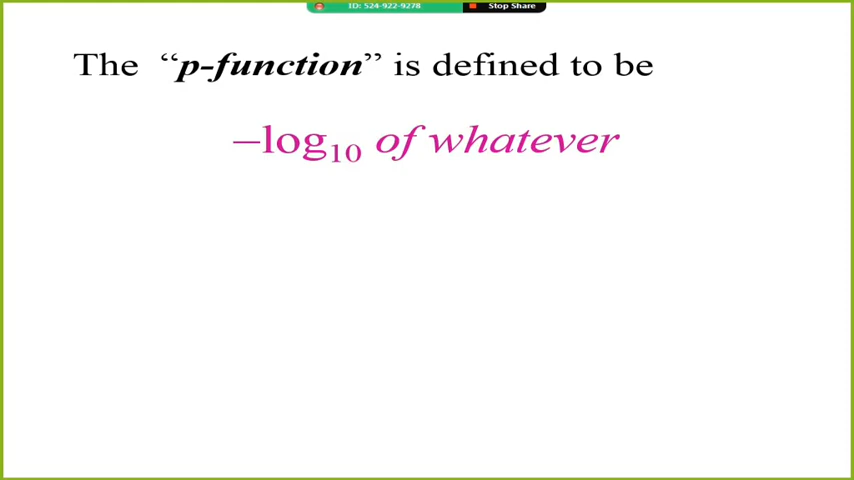 ID: 524-922-9278 Stop Share
The “p-function” is defined to be
–log₁₀ of whatever